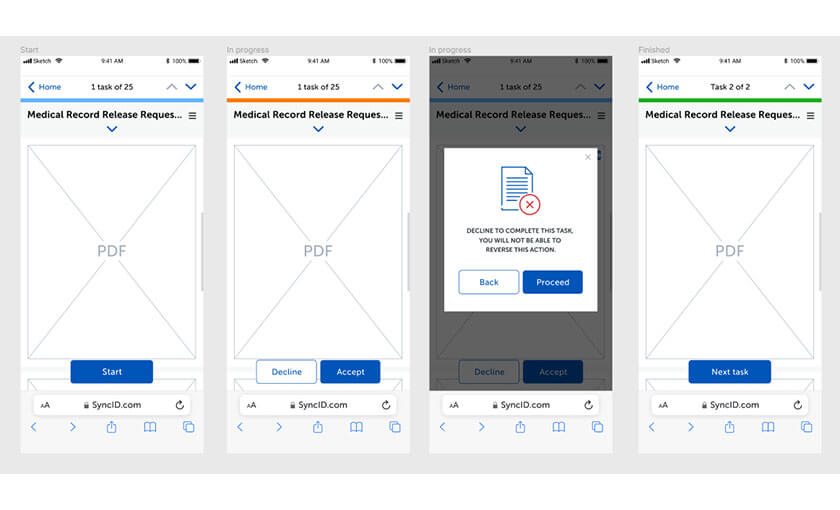 Start
Sketch 9:41 AM 100%
Home 1 task of 25
Medical Record Release Reques...
PDF
Start
AA SyncID.com
In progress
Sketch 9:41 AM 100%
Home 1 task of 25
Medical Record Release Reques...
PDF
Decline Accept
AA SyncID.com
In progress
Sketch 9:41 AM 100%
Home 1 task of 25
Medical Record Release Reques...
DECLINE TO COMPLETE THIS TASK,
YOU WILL NOT BE ABLE TO
REVERSE THIS ACTION.
Back Proceed
Decline Accept
AA SyncID.com
Finished
Sketch 9:41 AM 100%
Home Task 2 of 2
Medical Record Release Reques...
PDF
Next task
AA SyncID.com